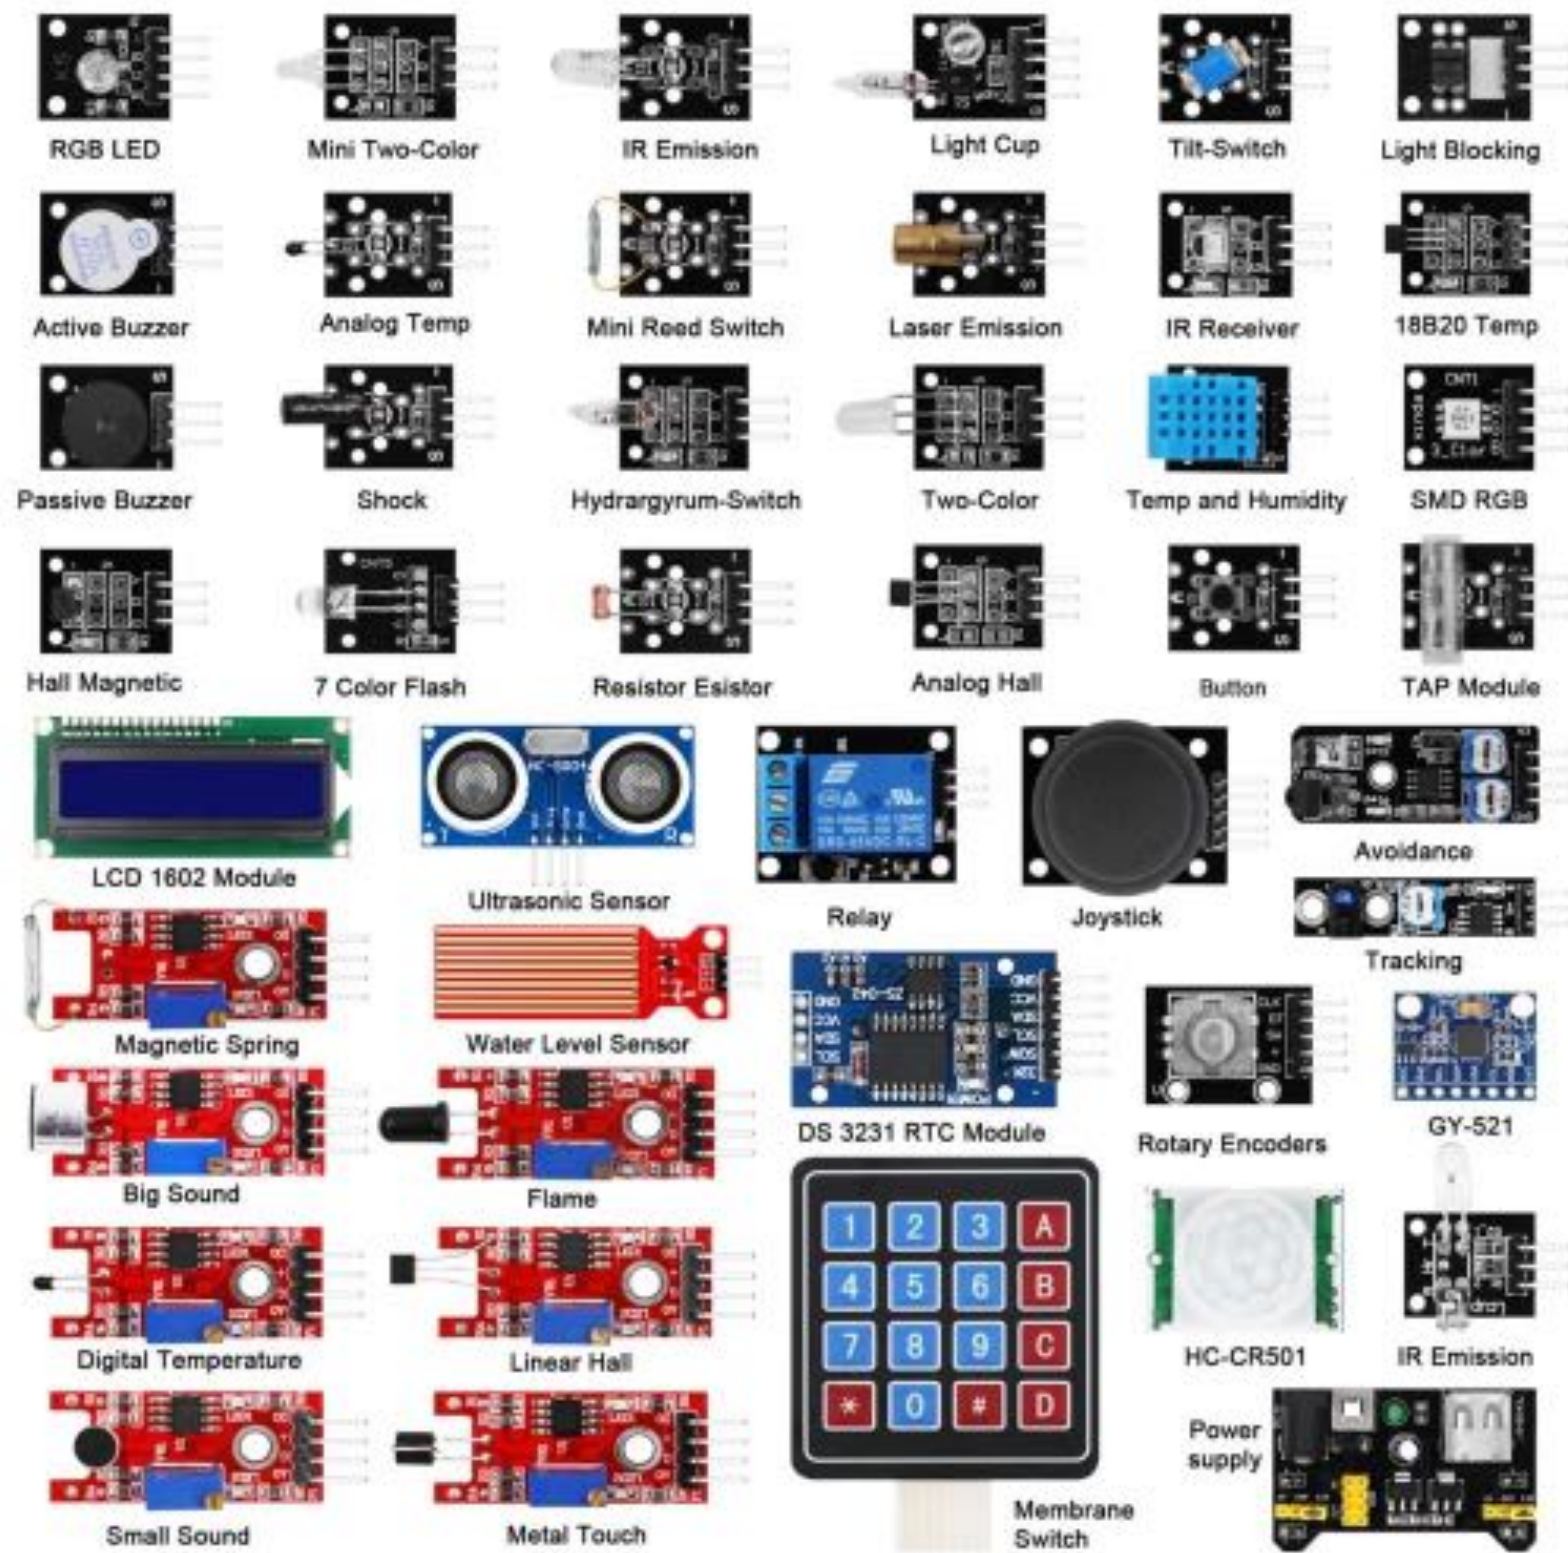 RGB LED
Mini Two-Color
IR Emission
Light Cup
Tilt-Switch
Light Blocking
Active Buzzer
Analog Temp
Mini Reed Switch
Laser Emission
IR Receiver
18B20 Temp
Passive Buzzer
Shock
Hydrargyrum-Switch
Two-Color
Temp and Humidity
SMD RGB
Hall Magnetic
7 Color Flash
Resistor Esistor
Analog Hall
Button
TAP Module
LCD 1602 Module
Ultrasonic Sensor
Relay
Joystick
Avoidance
Tracking
Magnetic Spring
Water Level Sensor
DS 3231 RTC Module
Rotary Encoders
GY-521
Big Sound
Flame
1 2 3 A
4 5 6 B
7 8 9 C
* 0 # D
HC-CR501
IR Emission
Digital Temperature
Linear Hall
Power
supply
Small Sound
Metal Touch
Membrane
Switch